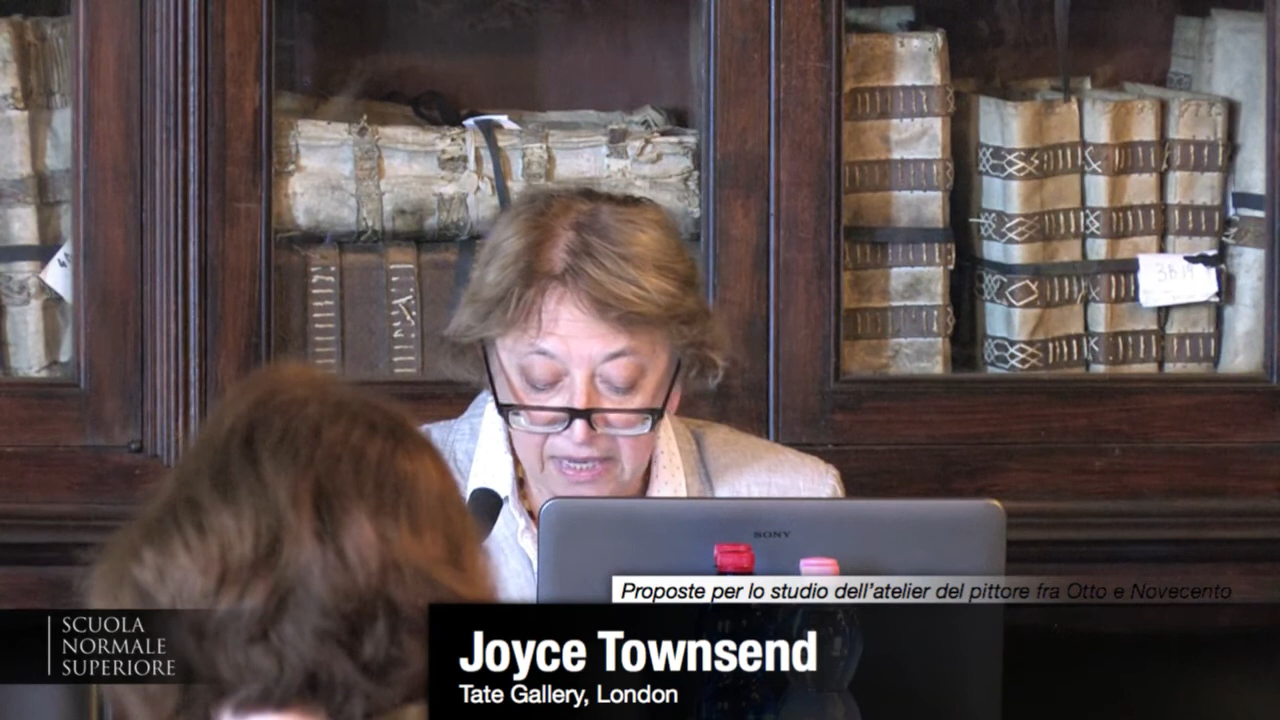 3B19
SONY
Proposte per lo studio dell'atelier del pittore fra Otto e Novecento
SCUOLA
NORMALE
SUPERIORE
Joyce Townsend
Tate Gallery, London